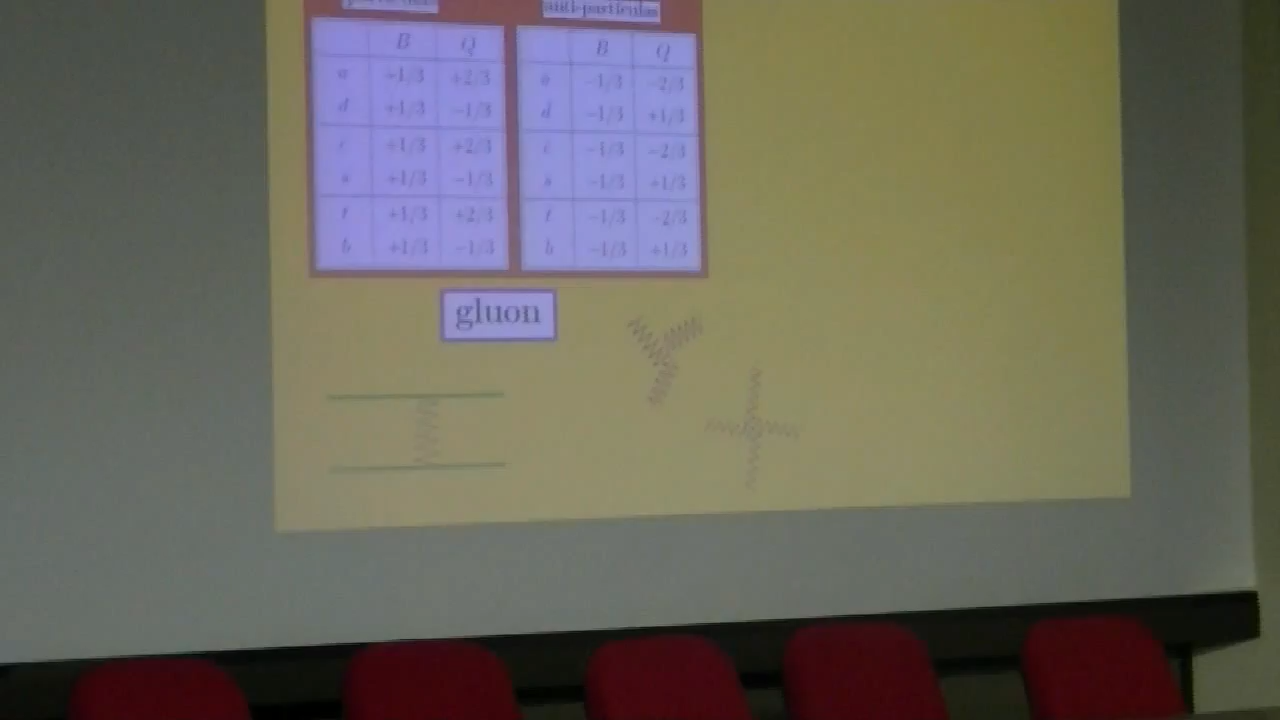 anti-particulas
B Q B Q
u +1/3 +2/3 ū −1/3 −2/3
d +1/3 −1/3 d̄ −1/3 +1/3
c +1/3 +2/3 c̄ −1/3 −2/3
s +1/3 −1/3 s̄ −1/3 +1/3
t +1/3 +2/3 t̄ −1/3 −2/3
b +1/3 −1/3 b̄ −1/3 +1/3
gluon